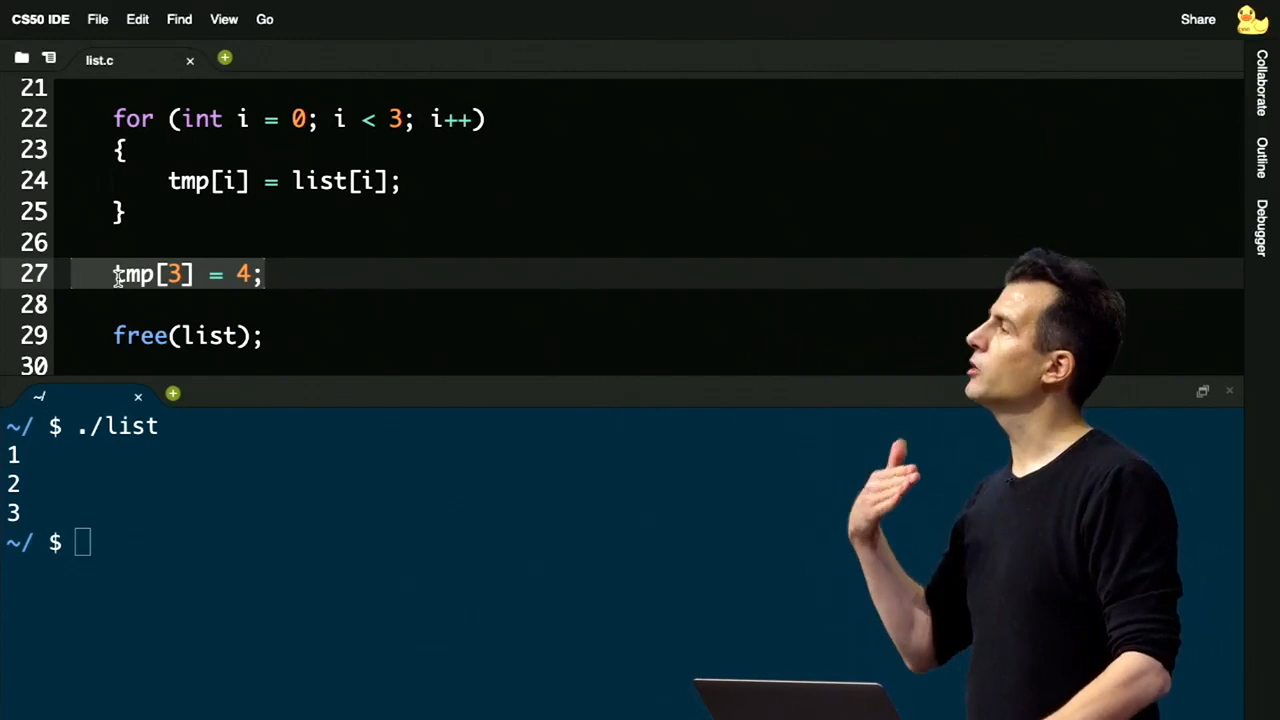 CS50 IDE File Edit Find View Go Share
list.c
21
22 for (int i = 0; i < 3; i++)
23 {
24 tmp[i] = list[i];
25 }
26
27 tmp[3] = 4;
28
29 free(list);
30
Collaborate
Outline
Debugger
~/
~/ $ ./list
1
2
3
~/ $